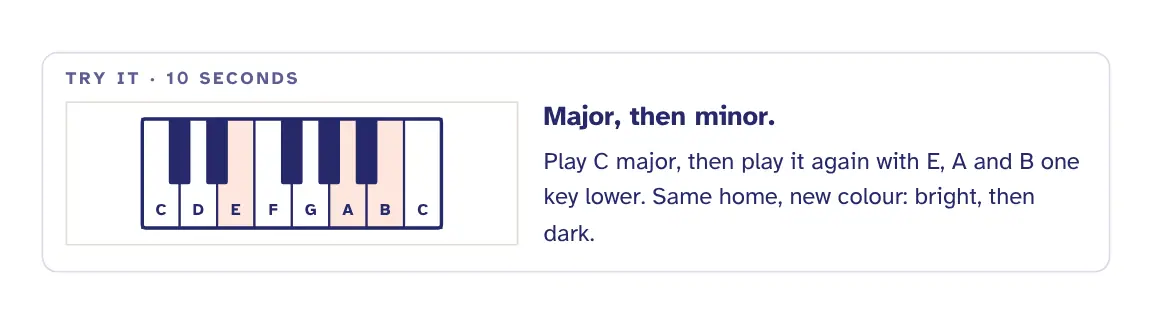 TRY IT · 10 SECONDS
C D E F G A B C
Major, then minor.
Play C major, then play it again with E, A and B one
key lower. Same home, new colour: bright, then
dark.